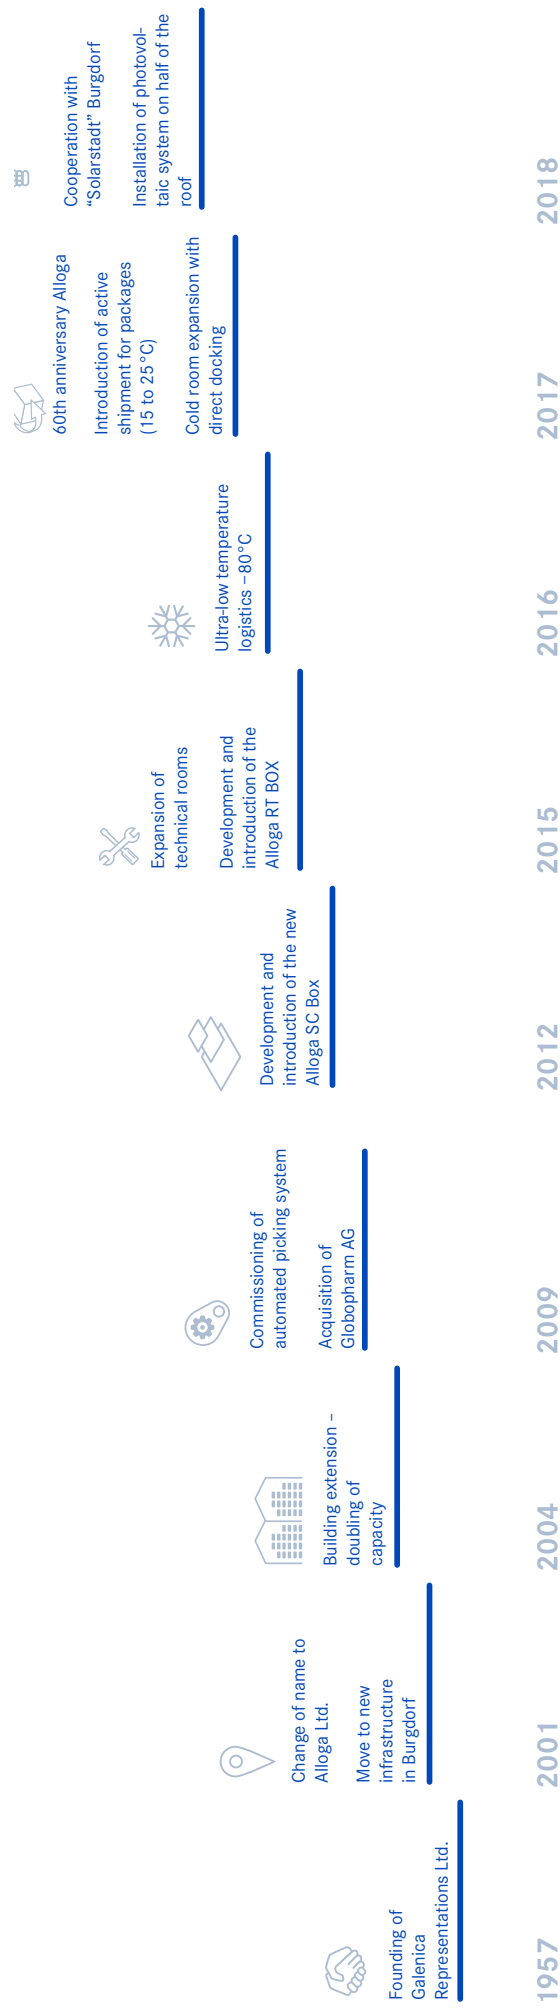 1957
Founding of
Galenica
Representations Ltd.
2001
Change of name to
Alloga Ltd.
Move to new
infrastructure
in Burgdorf
2004
Building extension –
doubling of
capacity
2009
Commissioning of
automated picking system
Acquisition of
Globopharm AG
2012
Development and
introduction of the new
Alloga SC Box
2015
Expansion of
technical rooms
Development and
introduction of the
Alloga RT BOX
2016
Ultra-low temperature
logistics –80°C
2017
60th anniversary Alloga
Introduction of active
shipment for packages
(15 to 25°C)
Cold room expansion with
direct docking
2018
Cooperation with
“Solarstadt” Burgdorf
Installation of photovol-
taic system on half of the
roof